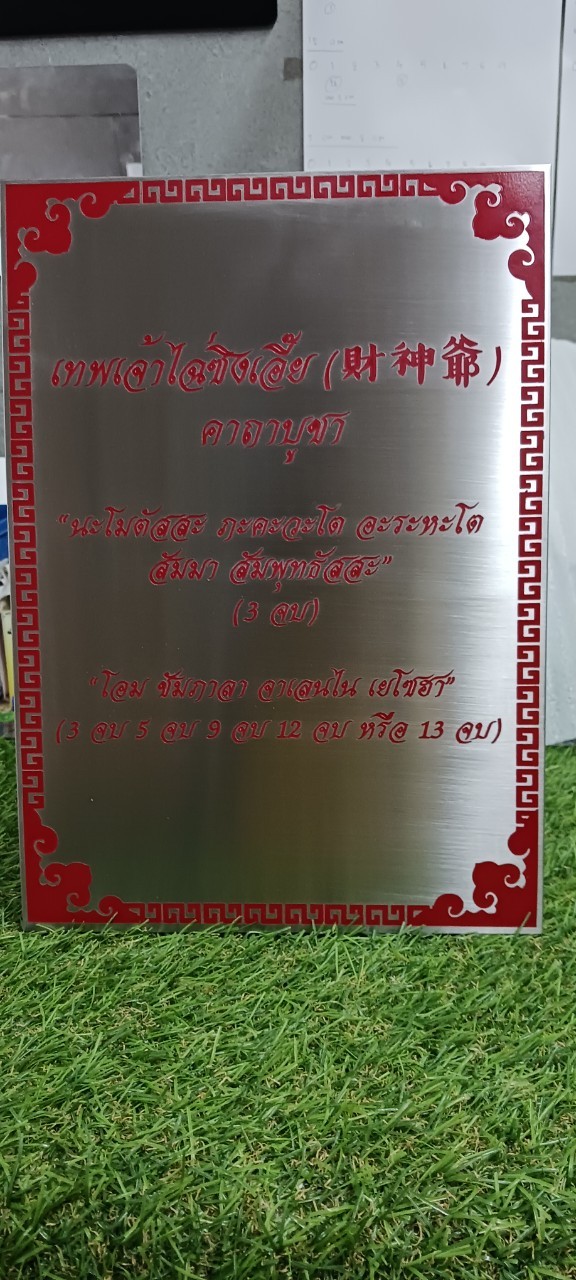 เทพเจ้าไฉ่ซิงเอี้ย (財神爺)
คาถาบูชา
"นะโมตัสสะ ภะคะวะโต อะระหะโต
สัมมา สัมพุทธัสสะ"
(3 จบ)
"โอม ชัมภาลา จาเลนไน เยโซฮา"
(3 จบ 5 จบ 9 จบ 12 จบ หรือ 13 จบ)